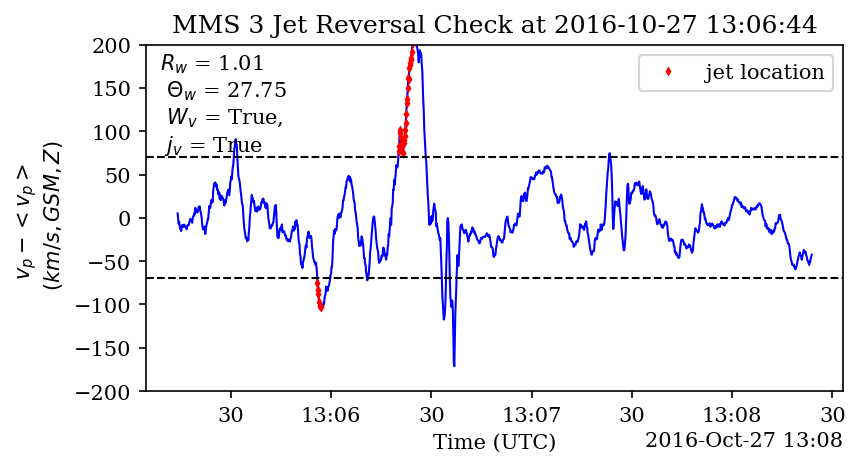 MMS 3 Jet Reversal Check at 2016-10-27 13:06:44
R_w = 1.01
Θ_w = 27.75
W_v = True,
j_v = True
jet location
v_p − < v_p >
(km/s, GSM, Z)
200
150
100
50
0
−50
−100
−150
−200
30
13:06
30
13:07
30
13:08
30
Time (UTC)
2016-Oct-27 13:08